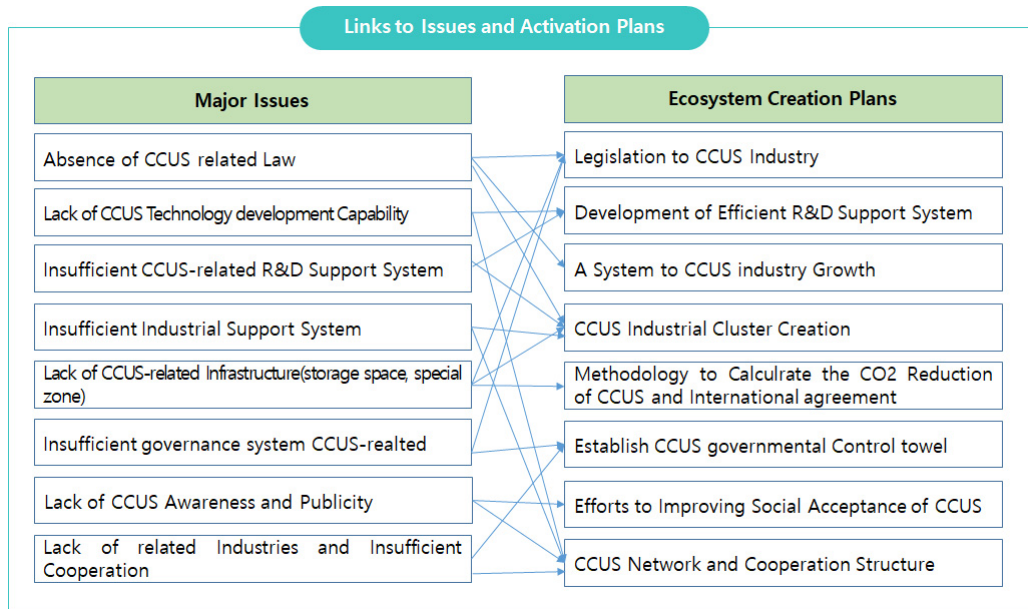 Links to Issues and Activation Plans
Major Issues
Absence of CCUS related Law
Lack of CCUS Technology development Capability
Insufficient CCUS-related R&D Support System
Insufficient Industrial Support System
Lack of CCUS-related Infrastructure(storage space, special
zone)
Insufficient governance system CCUS-realted
Lack of CCUS Awareness and Publicity
Lack of related Industries and Insufficient
Cooperation
Ecosystem Creation Plans
Legislation to CCUS Industry
Development of Efficient R&D Support System
A System to CCUS industry Growth
CCUS Industrial Cluster Creation
Methodology to Calculrate the CO2 Reduction
of CCUS and International agreement
Establish CCUS governmental Control towel
Efforts to Improving Social Acceptance of CCUS
CCUS Network and Cooperation Structure